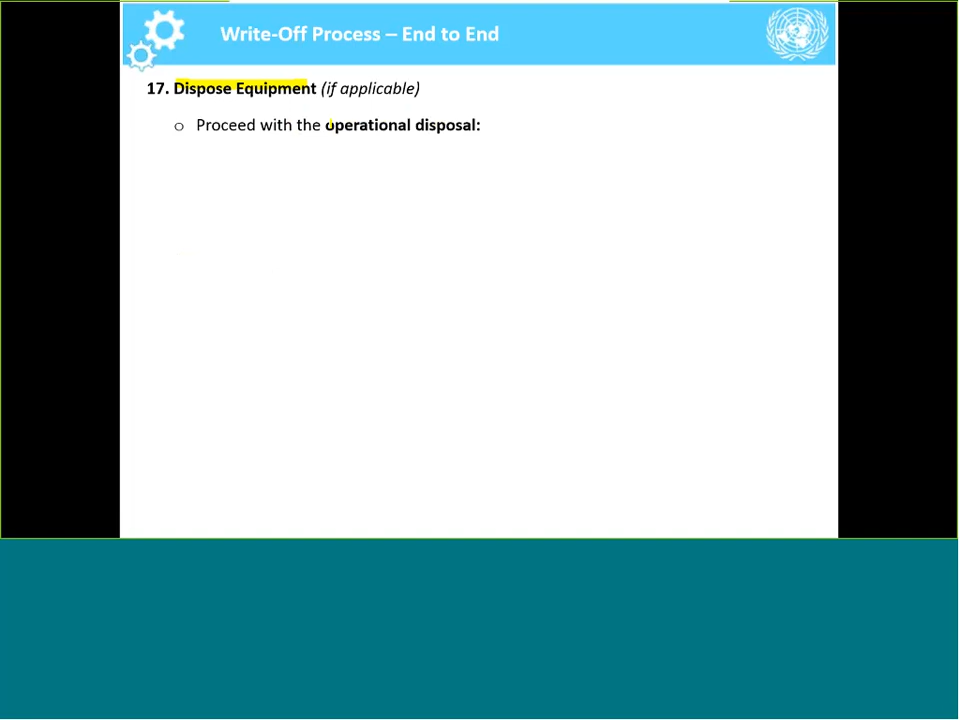 Write-Off Process – End to End
17. Dispose Equipment (if applicable)
o Proceed with the operational disposal: